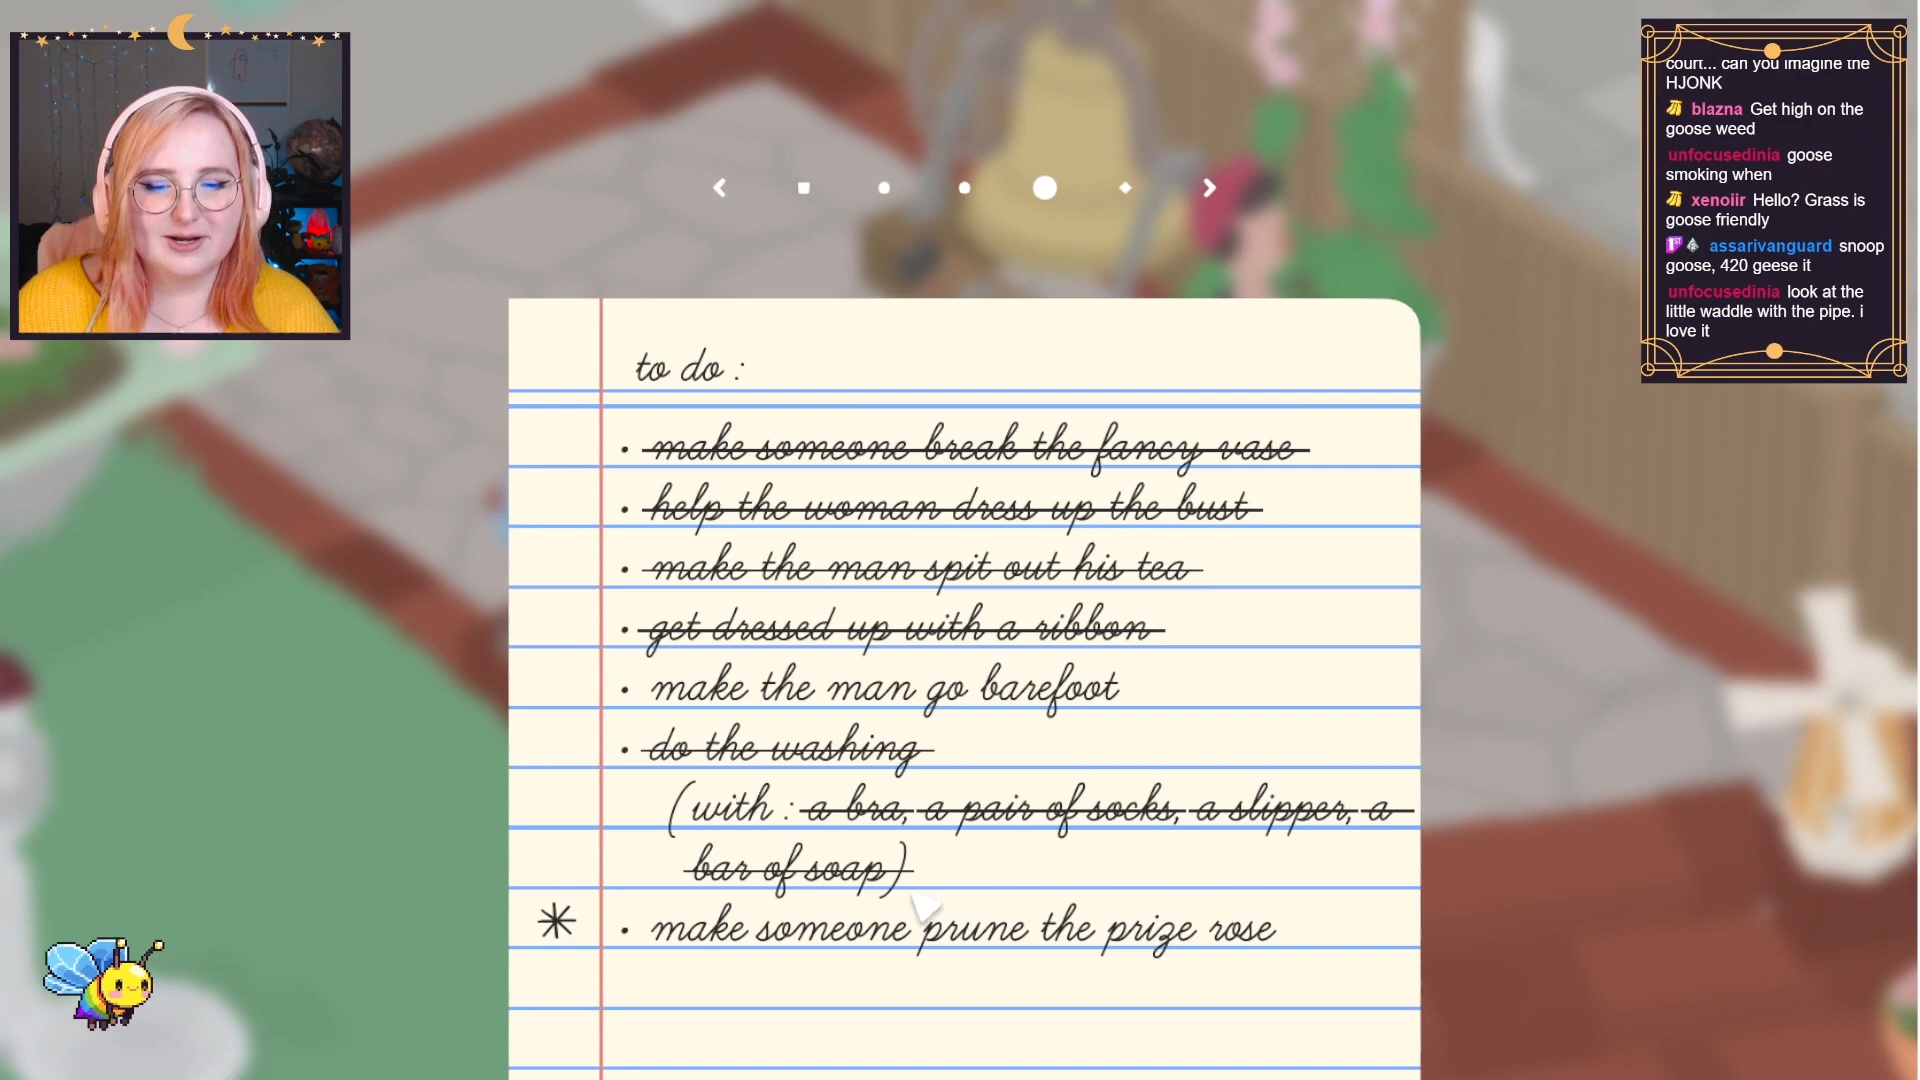 court... can you imagine the
HJONK
blazna Get high on the
goose weed
unfocusedinia goose
smoking when
xenoiir Hello? Grass is
goose friendly
1ST assarivanguard snoop
goose, 420 geese it
unfocusedinia look at the
little waddle with the pipe. i
love it
to do :
• make someone break the fancy vase
• help the woman dress up the bust
• make the man spit out his tea
• get dressed up with a ribbon
• make the man go barefoot
• do the washing
(with : a bra, a pair of socks, a slipper, a
bar of soap)
• make someone prune the prize rose